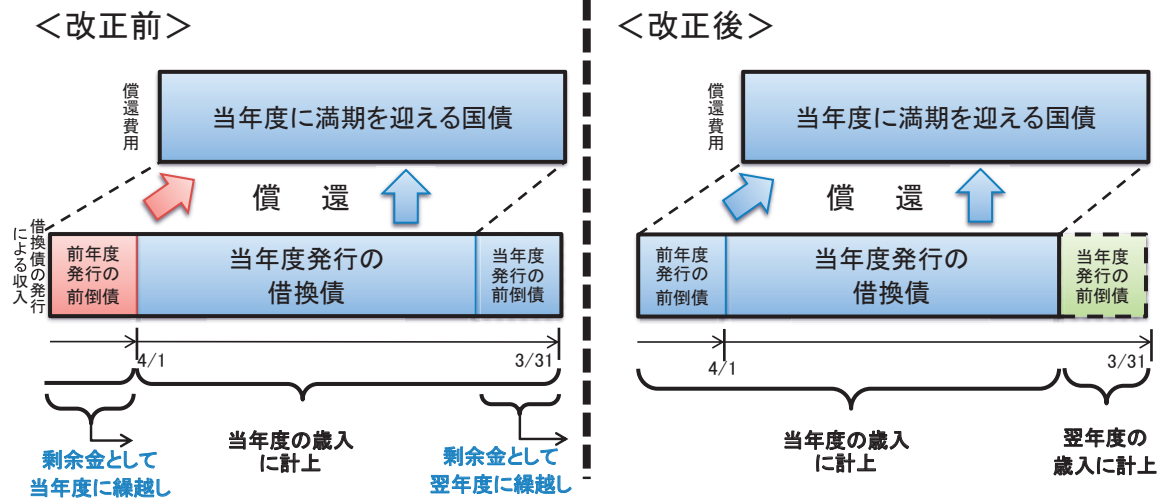 ＜改正前＞
償還費用
当年度に満期を迎える国債
償　還
借換債の発行
による収入
前年度
発行の
前倒債
当年度発行の
借換債
当年度
発行の
前倒債
4/1
3/31
剰余金として
当年度に繰越し
当年度の歳入
に計上
剰余金として
翌年度に繰越し
＜改正後＞
償還費用
当年度に満期を迎える国債
償　還
前年度
発行の
前倒債
当年度発行の
借換債
当年度
発行の
前倒債
4/1
3/31
当年度の歳入
に計上
翌年度の
歳入に計上